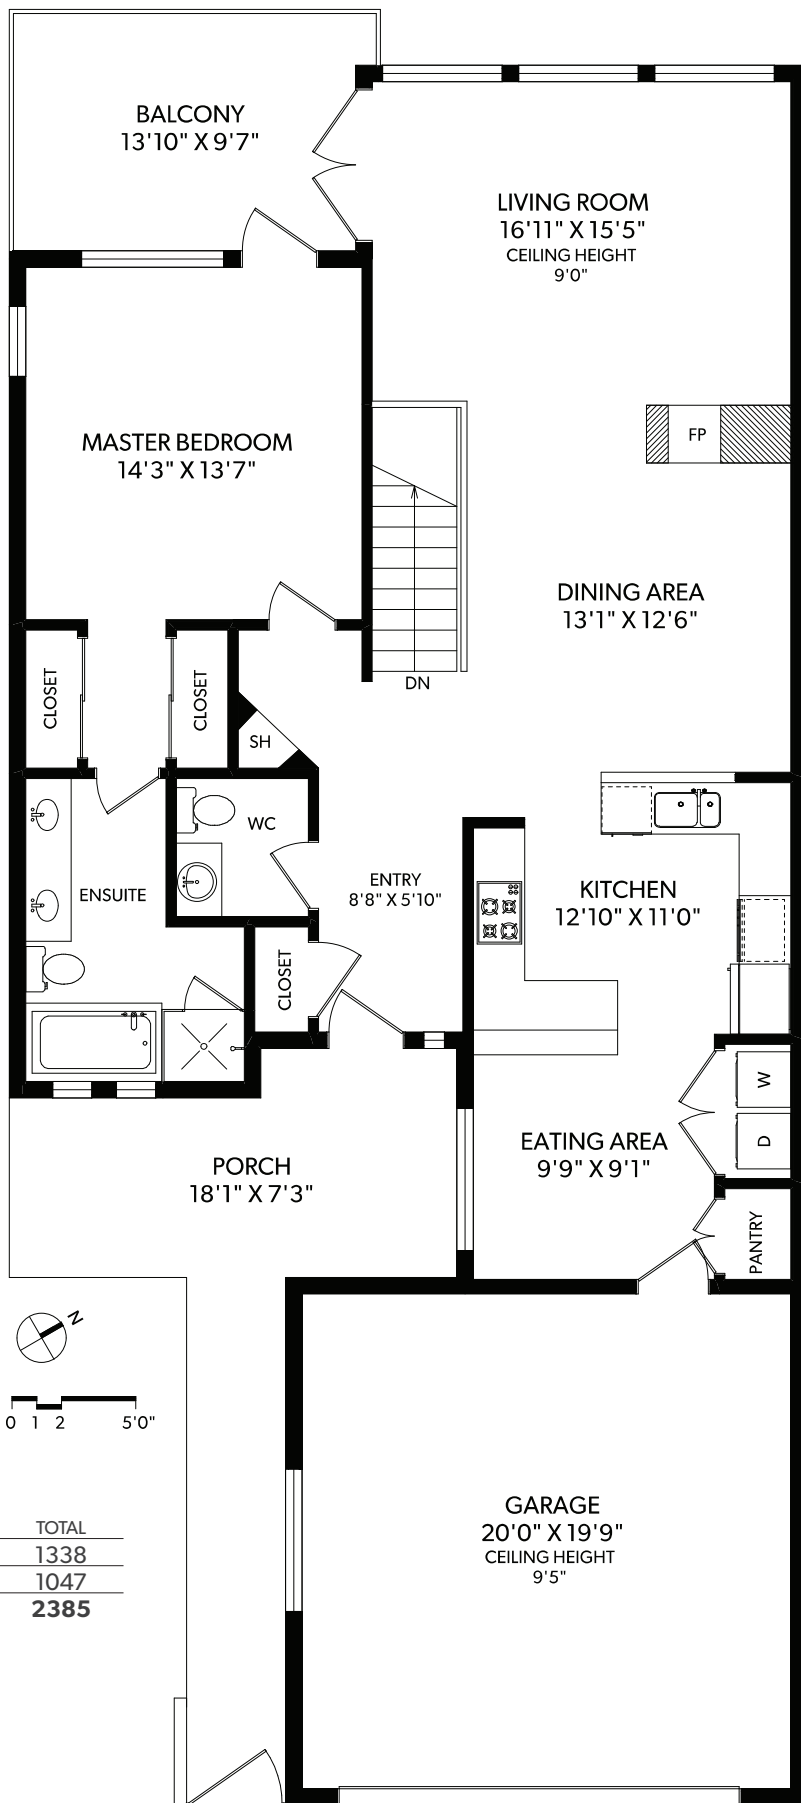 BALCONY
13'10" X 9'7"
LIVING ROOM
16'11" X 15'5"
CEILING HEIGHT
9'0"
FP
MASTER BEDROOM
14'3" X 13'7"
DINING AREA
13'1" X 12'6"
CLOSET
CLOSET
DN
SH
WC
ENSUITE
ENTRY
8'8" X 5'10"
KITCHEN
12'10" X 11'0"
CLOSET
W
D
EATING AREA
9'9" X 9'1"
PORCH
18'1" X 7'3"
PANTRY
N
0 1 2 5'0"
GARAGE
20'0" X 19'9"
CEILING HEIGHT
9'5"
TOTAL
1338
1047
2385